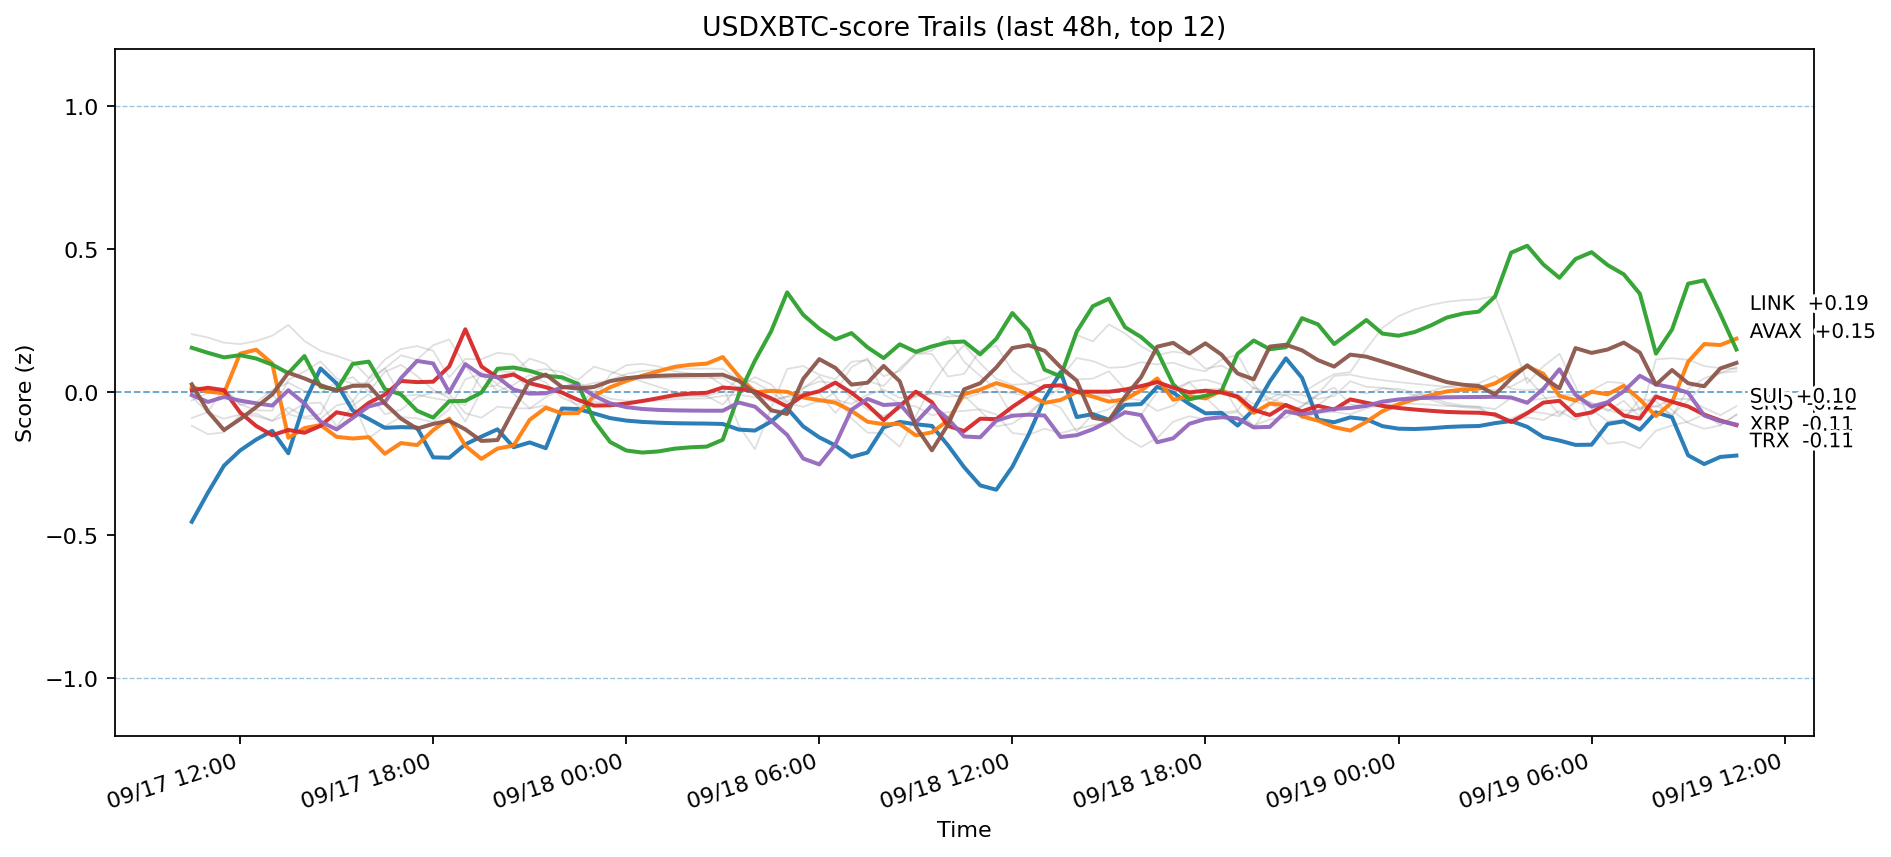 USDXBTC-score Trails (last 48h, top 12)
Score (z)
1.0
0.5
0.0
−0.5
−1.0
LINK +0.19
AVAX +0.15
SUI +0.10
CRO -0.22
XRP -0.11
TRX -0.11
09/17 12:00
09/17 18:00
09/18 00:00
09/18 06:00
09/18 12:00
09/18 18:00
09/19 00:00
09/19 06:00
09/19 12:00
Time